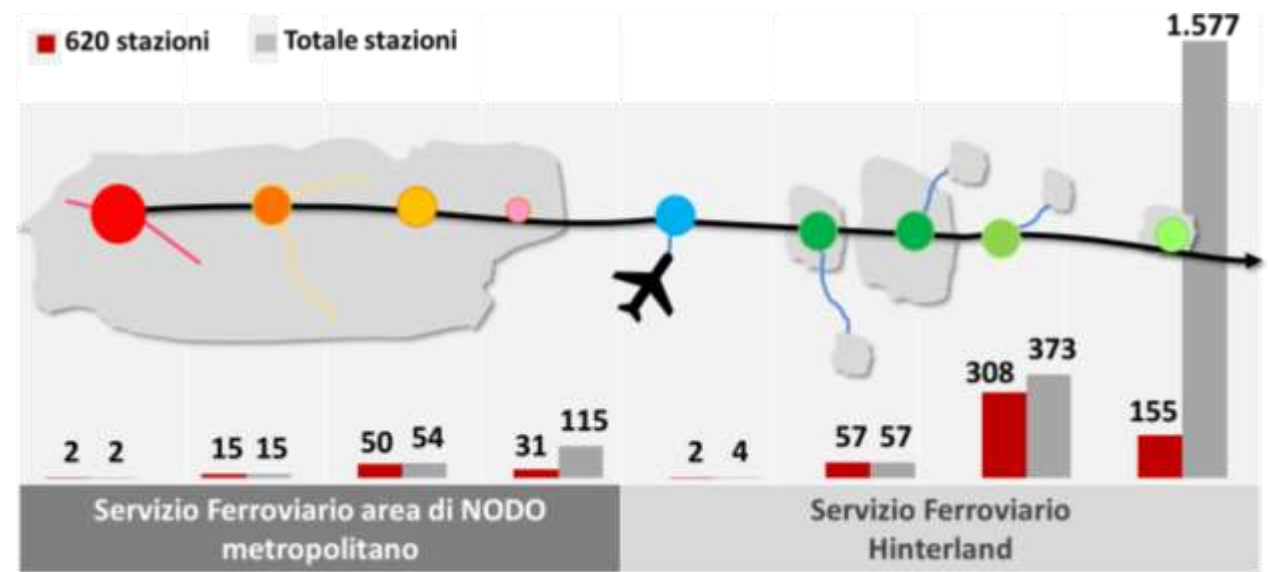 620 stazioni
Totale stazioni
1.577
308 373
155
2 2
15 15
50 54
31 115
2 4
57 57
Servizio Ferroviario area di NODO
metropolitano
Servizio Ferroviario
Hinterland